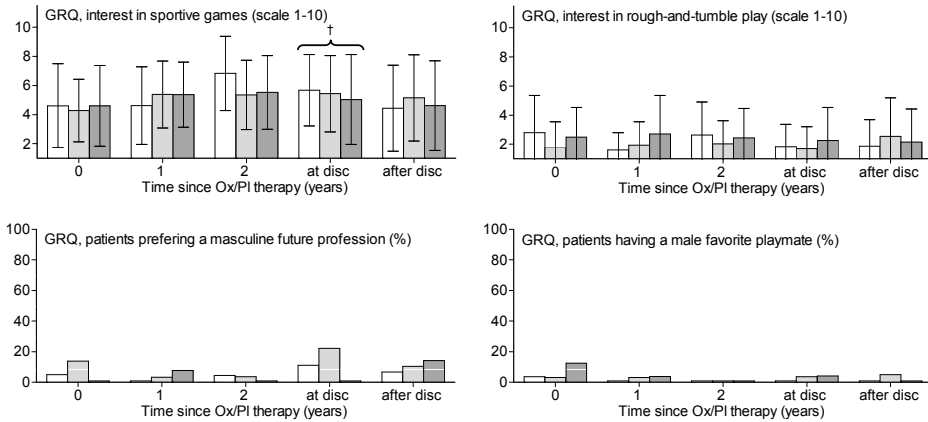 GRQ, interest in sportive games (scale 1-10)
10
8
6
4
2
†
0 1 2 at disc after disc
Time since Ox/Pl therapy (years)
GRQ, interest in rough-and-tumble play (scale 1-10)
10
8
6
4
2
0 1 2 at disc after disc
Time since Ox/Pl therapy (years)
GRQ, patients prefering a masculine future profession (%)
100
80
60
40
20
0
0 1 2 at disc after disc
Time since Ox/Pl therapy (years)
GRQ, patients having a male favorite playmate (%)
100
80
60
40
20
0
0 1 2 at disc after disc
Time since Ox/Pl therapy (years)